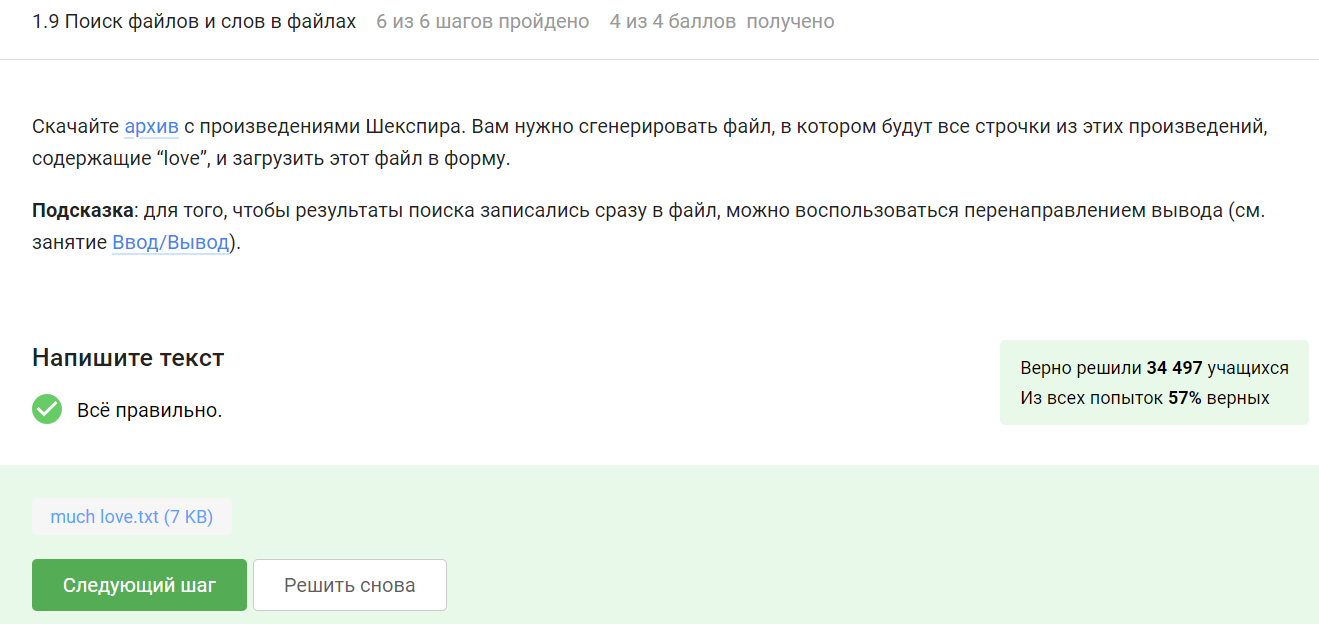 1.9 Поиск файлов и слов в файлах 6 из 6 шагов пройдено 4 из 4 баллов получено
Скачайте архив с произведениями Шекспира. Вам нужно сгенерировать файл, в котором будут все строчки из этих произведений,
содержащие “love”, и загрузить этот файл в форму.
Подсказка: для того, чтобы результаты поиска записались сразу в файл, можно воспользоваться перенаправлением вывода (см.
занятие Ввод/Вывод).
Напишите текст
Всё правильно.
Верно решили 34 497 учащихся
Из всех попыток 57% верных
much love.txt (7 KB)
Следующий шаг
Решить снова